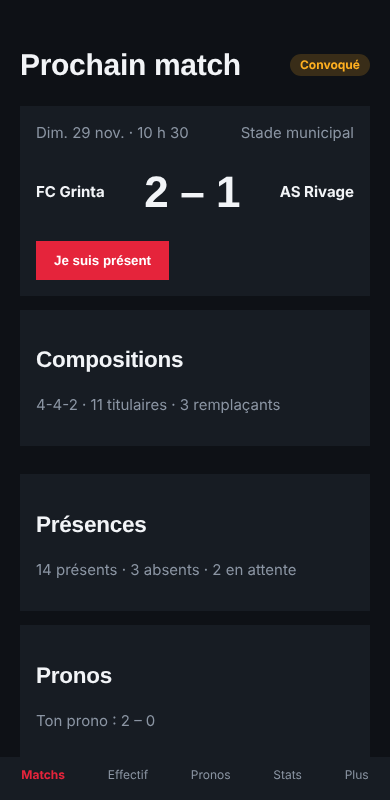 Prochain match
Convoqué
Dim. 29 nov. · 10 h 30
Stade municipal
FC Grinta
2 – 1
AS Rivage
Je suis présent
Compositions
4-4-2 · 11 titulaires · 3 remplaçants
Présences
14 présents · 3 absents · 2 en attente
Pronos
Ton prono : 2 – 0
Matchs
Effectif
Pronos
Stats
Plus